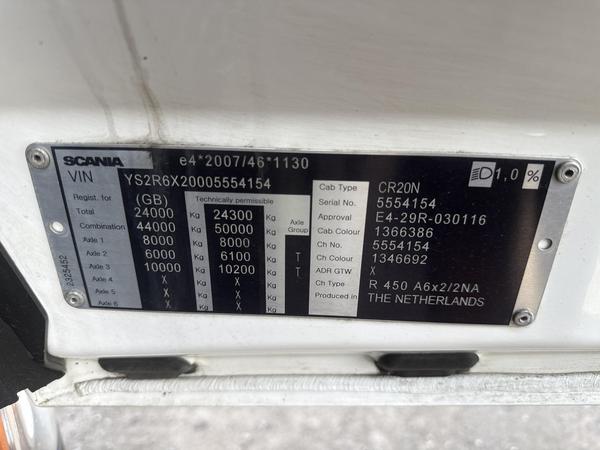 SCANIA e4*2007/46*1130
VIN YS2R6X20005554154
1,0 %
Regist. for (GB) Technically permissible
Total 24000 Kg 24300 Kg Axle Group
Combination 44000 Kg 50000 Kg
Axle 1 8000 Kg 8000 Kg
Axle 2 6000 Kg 6100 Kg T
Axle 3 10000 Kg 10200 Kg T
Axle 4 X Kg X Kg
Axle 5 X Kg X Kg
Axle 6 X Kg X Kg
2325452
Cab Type CR20N
Serial No. 5554154
Approval E4-29R-030116
Cab Colour 1366386
Ch No. 5554154
Ch Colour 1346692
ADR GTW X
Ch Type R 450 A6x2/2NA
Produced in THE NETHERLANDS